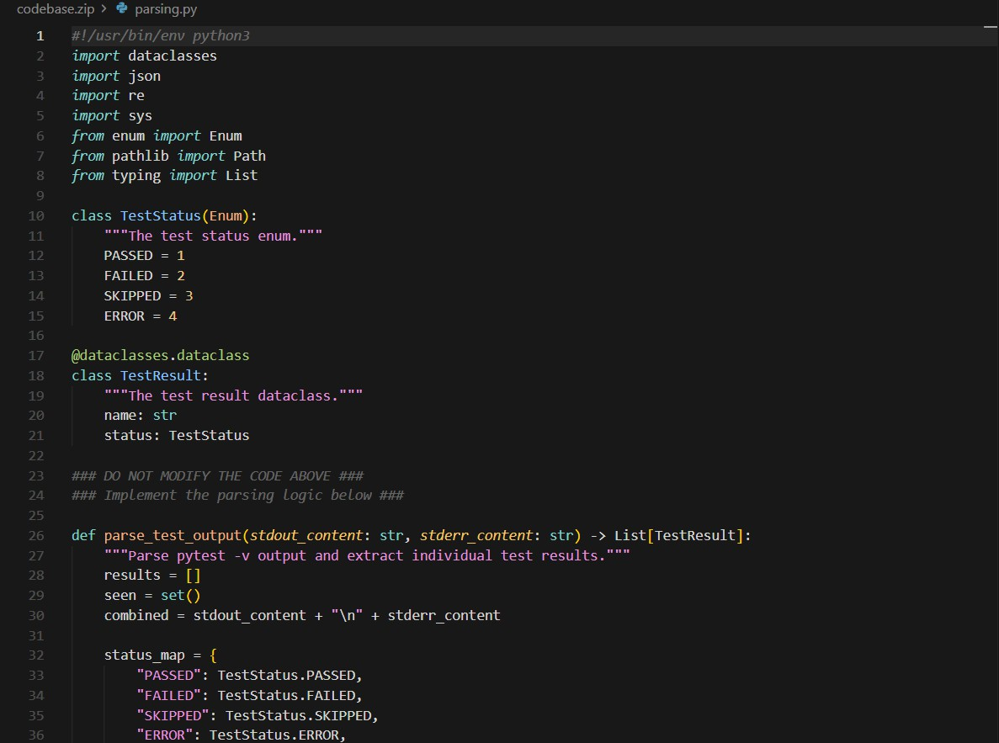 codebase.zip > parsing.py
1 #!/usr/bin/env python3
2 import dataclasses
3 import json
4 import re
5 import sys
6 from enum import Enum
7 from pathlib import Path
8 from typing import List
9
10 class TestStatus(Enum):
11     """The test status enum."""
12     PASSED = 1
13     FAILED = 2
14     SKIPPED = 3
15     ERROR = 4
16
17 @dataclasses.dataclass
18 class TestResult:
19     """The test result dataclass."""
20     name: str
21     status: TestStatus
22
23 ### DO NOT MODIFY THE CODE ABOVE ###
24 ### Implement the parsing logic below ###
25
26 def parse_test_output(stdout_content: str, stderr_content: str) -> List[TestResult]:
27     """Parse pytest -v output and extract individual test results."""
28     results = []
29     seen = set()
30     combined = stdout_content + "\n" + stderr_content
31
32     status_map = {
33         "PASSED": TestStatus.PASSED,
34         "FAILED": TestStatus.FAILED,
35         "SKIPPED": TestStatus.SKIPPED,
36         "ERROR": TestStatus.ERROR,